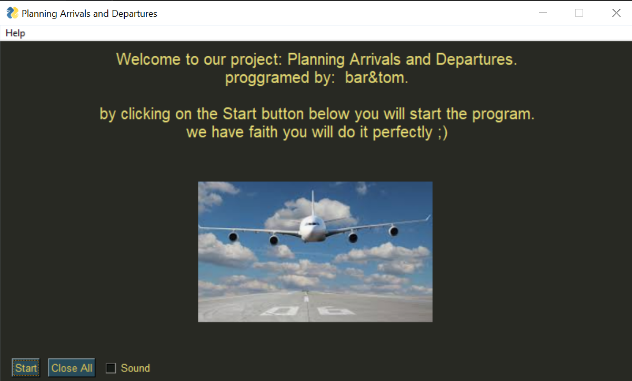 Planning Arrivals and Departures
Help
Welcome to our project: Planning Arrivals and Departures.
proggramed by:  bar&tom.
by clicking on the Start button below you will start the program.
we have faith you will do it perfectly ;)
Start
Close All
Sound